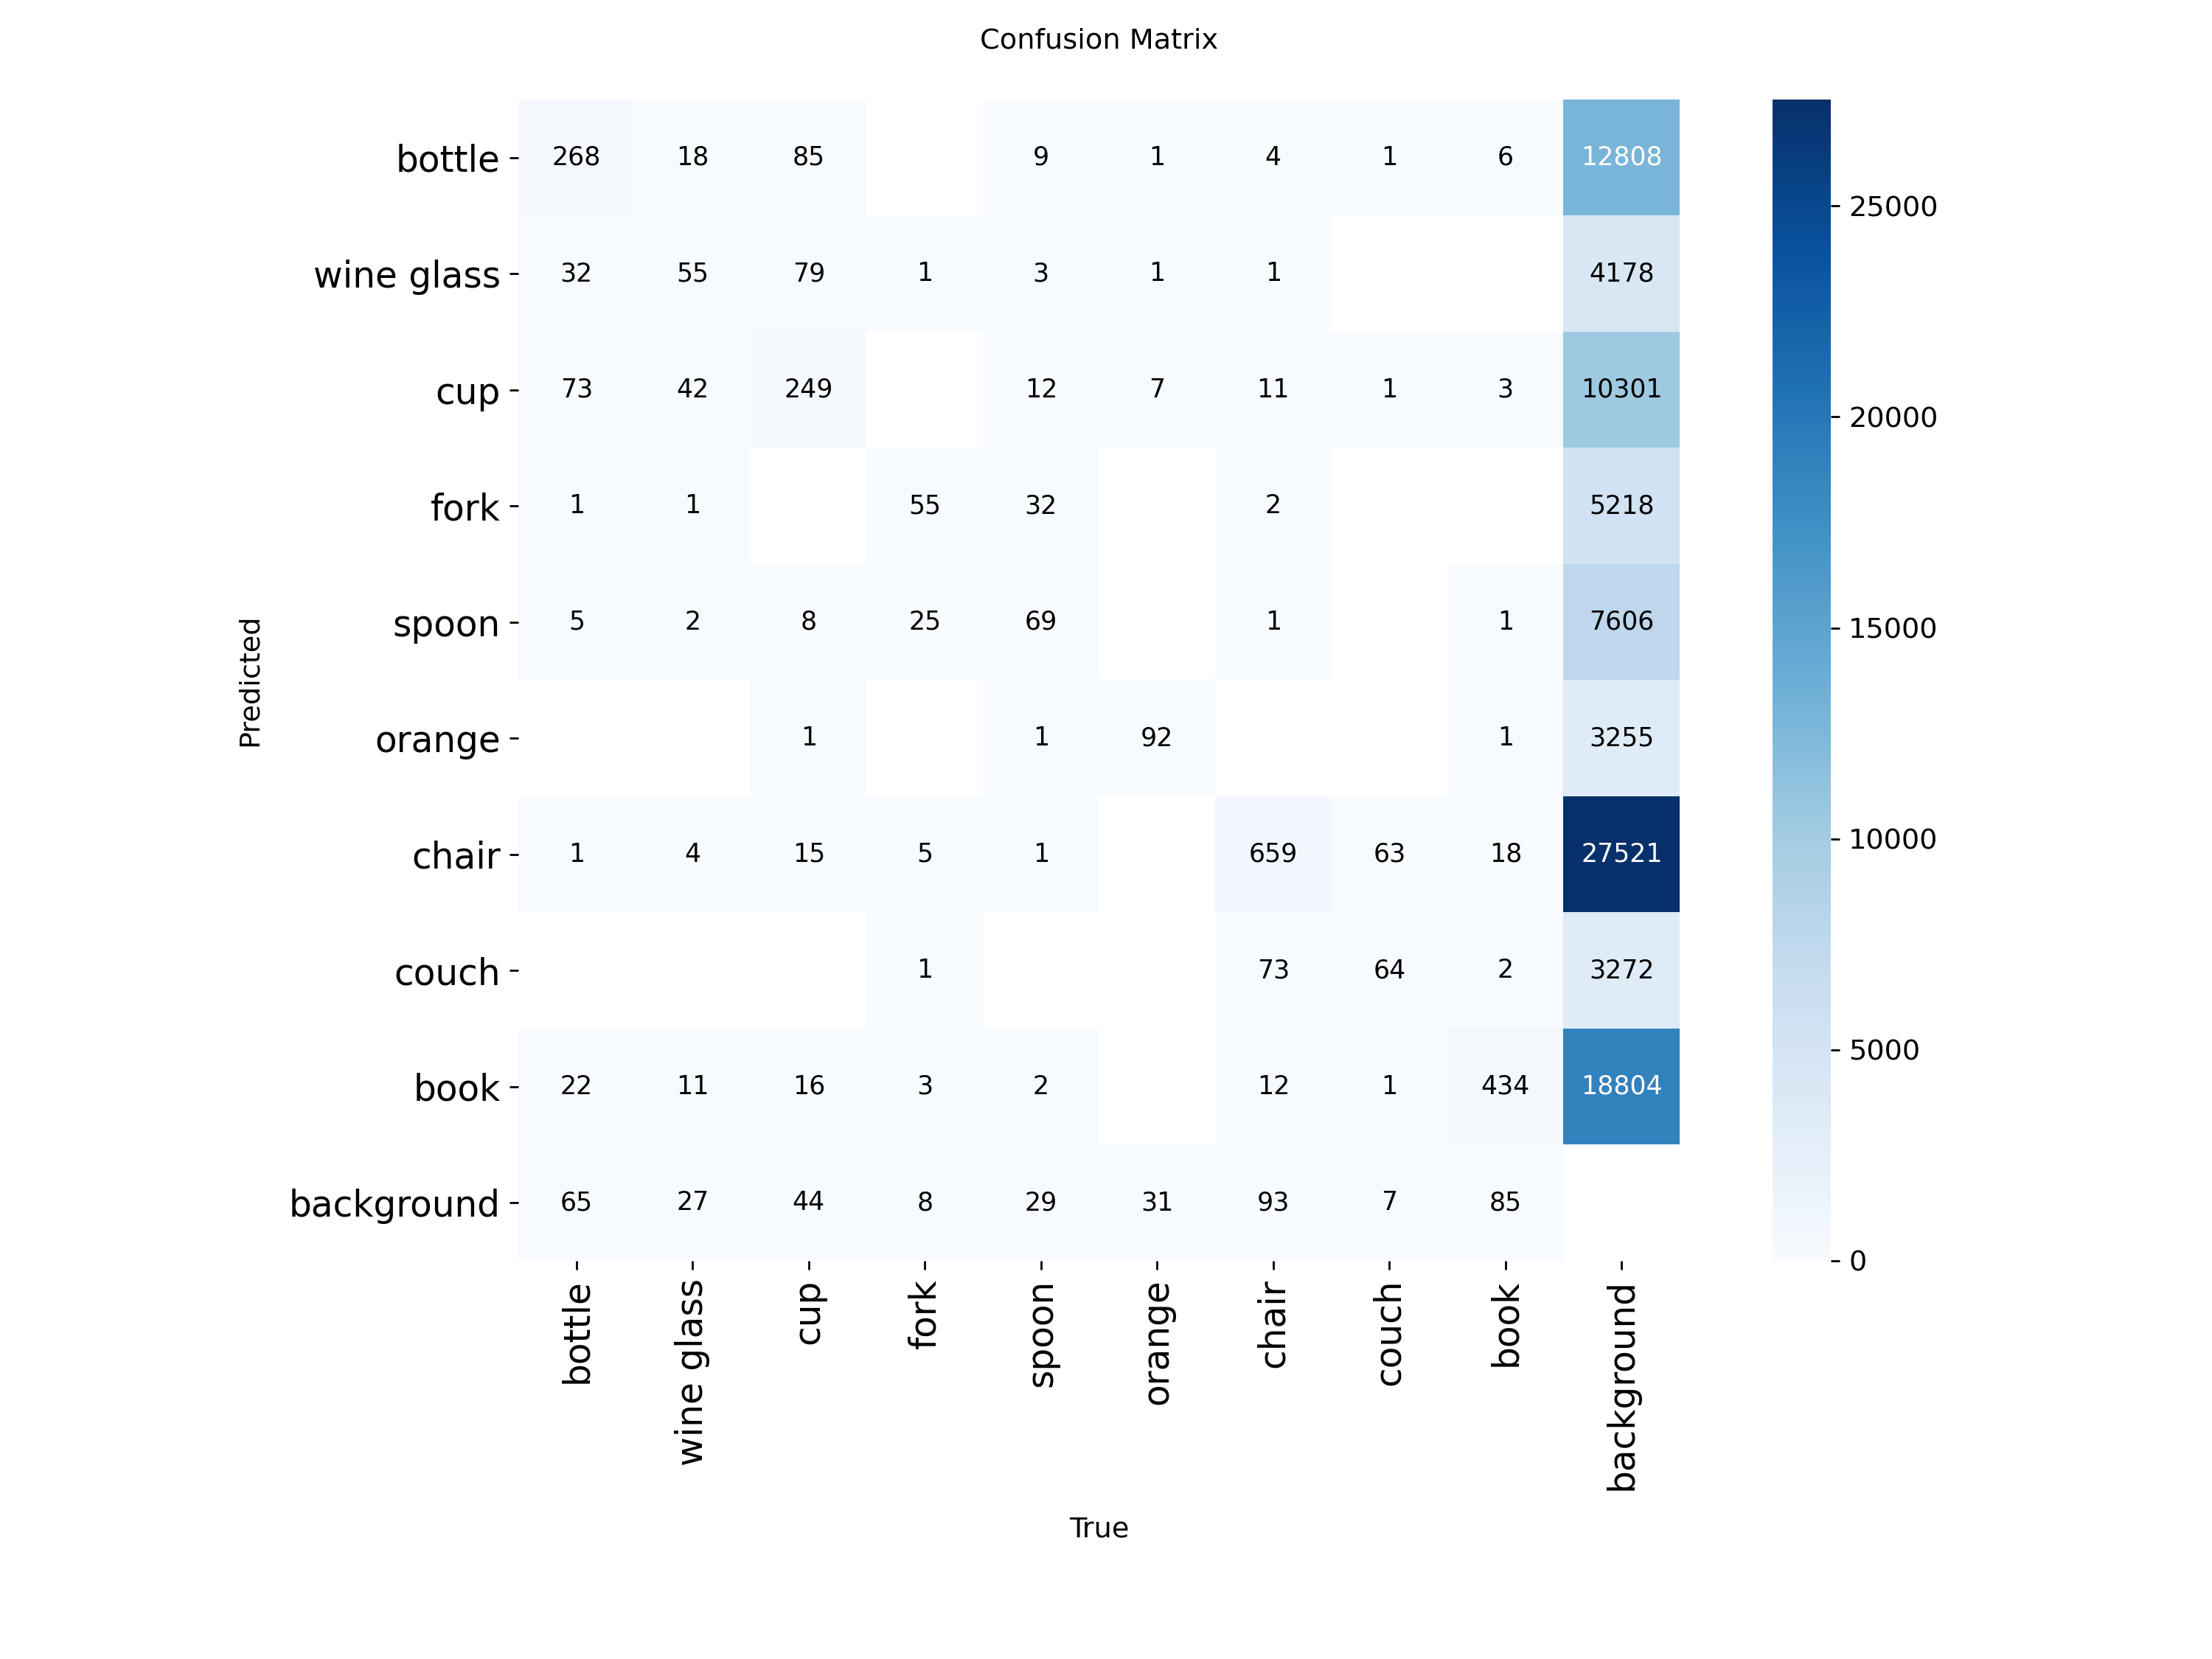 Confusion Matrix
bottle 268 18 85 9 1 4 1 6 12808
wine glass 32 55 79 1 3 1 1 4178
cup 73 42 249 12 7 11 1 3 10301
fork 1 1 55 32 2 5218
spoon 5 2 8 25 69 1 1 7606
orange 1 1 92 1 3255
chair 1 4 15 5 1 659 63 18 27521
couch 1 73 64 2 3272
book 22 11 16 3 2 12 1 434 18804
background 65 27 44 8 29 31 93 7 85
Predicted
bottle
wine glass
cup
fork
spoon
orange
chair
couch
book
background
True
25000
20000
15000
10000
5000
0